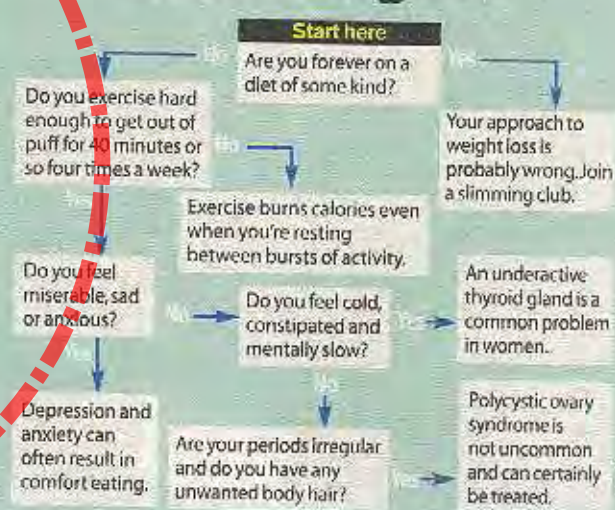 Start here
Are you forever on a
diet of some kind?
No
Yes
Do you exercise hard
enough to get out of
puff for 40 minutes or
so four times a week?
Your approach to
weight loss is
probably wrong. Join
a slimming club.
No
Exercise burns calories even
when you're resting
between bursts of activity.
Yes
Do you feel
miserable, sad
or anxious?
No
Do you feel cold,
constipated and
mentally slow?
Yes
An underactive
thyroid gland is a
common problem
in women.
Yes
Depression and
anxiety can
often result in
comfort eating.
No
Are your periods irregular
and do you have any
unwanted body hair?
Yes
Polycystic ovary
syndrome is
not uncommon
and can certainly
be treated.